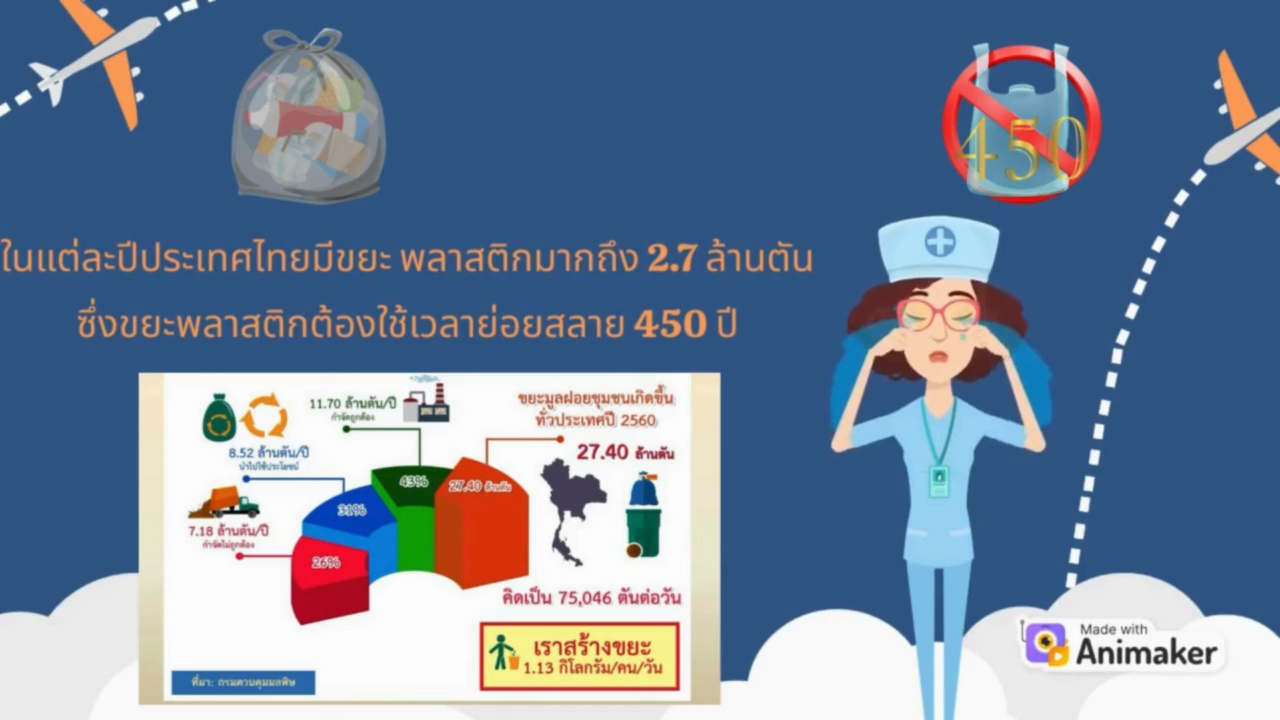 450
ในแต่ละปีประเทศไทยมีขยะ พลาสติกมากถึง 2.7 ล้านตัน
ซึ่งขยะพลาสติกต้องใช้เวลาย่อยสลาย 450 ปี
11.70 ล้านตัน/ปี
กำจัดถูกต้อง
ขยะมูลฝอยชุมชนเกิดขึ้น
ทั่วประเทศปี 2560
27.40 ล้านตัน
8.52 ล้านตัน/ปี
นำไปใช้ประโยชน์
43%
27.40 ล้านตัน
31%
7.18 ล้านตัน/ปี
กำจัดไม่ถูกต้อง
26%
คิดเป็น 75,046 ตันต่อวัน
เราสร้างขยะ
1.13 กิโลกรัม/คน/วัน
ที่มา: กรมควบคุมมลพิษ
Made with
Animaker